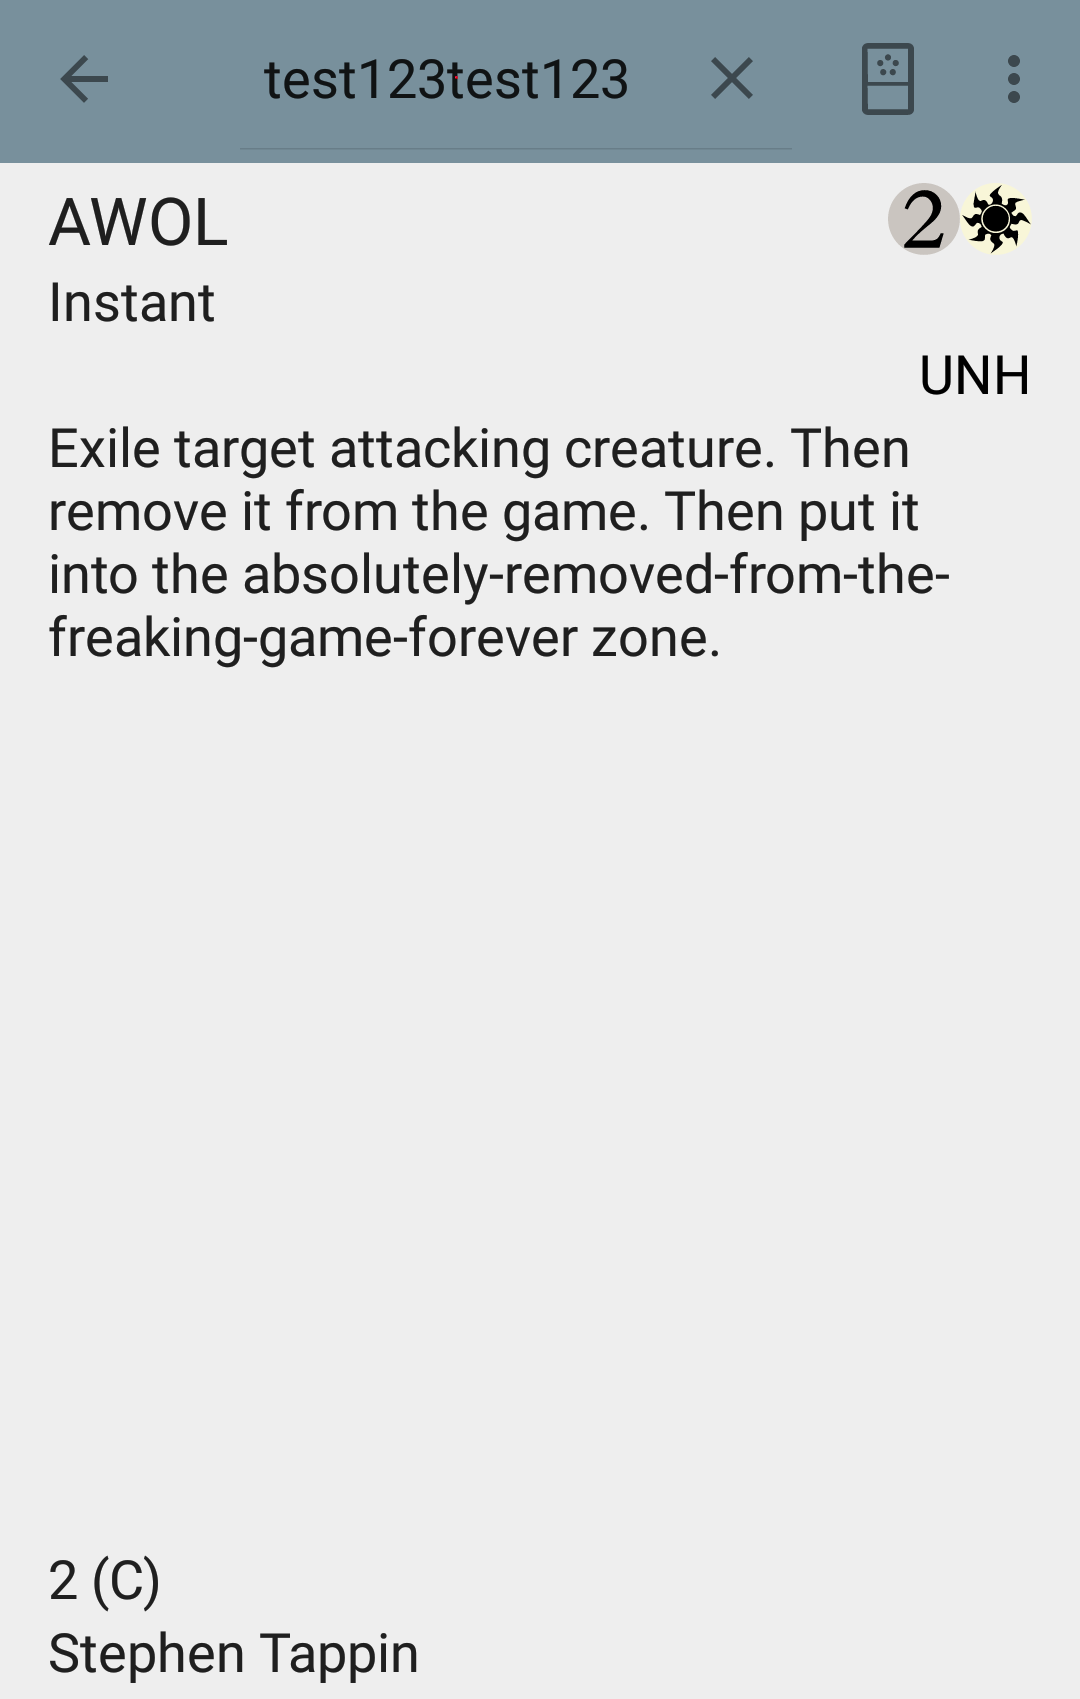 test123test123
AWOL 2
Instant
UNH
Exile target attacking creature. Then
remove it from the game. Then put it
into the absolutely-removed-from-the-
freaking-game-forever zone.
2 (C)
Stephen Tappin